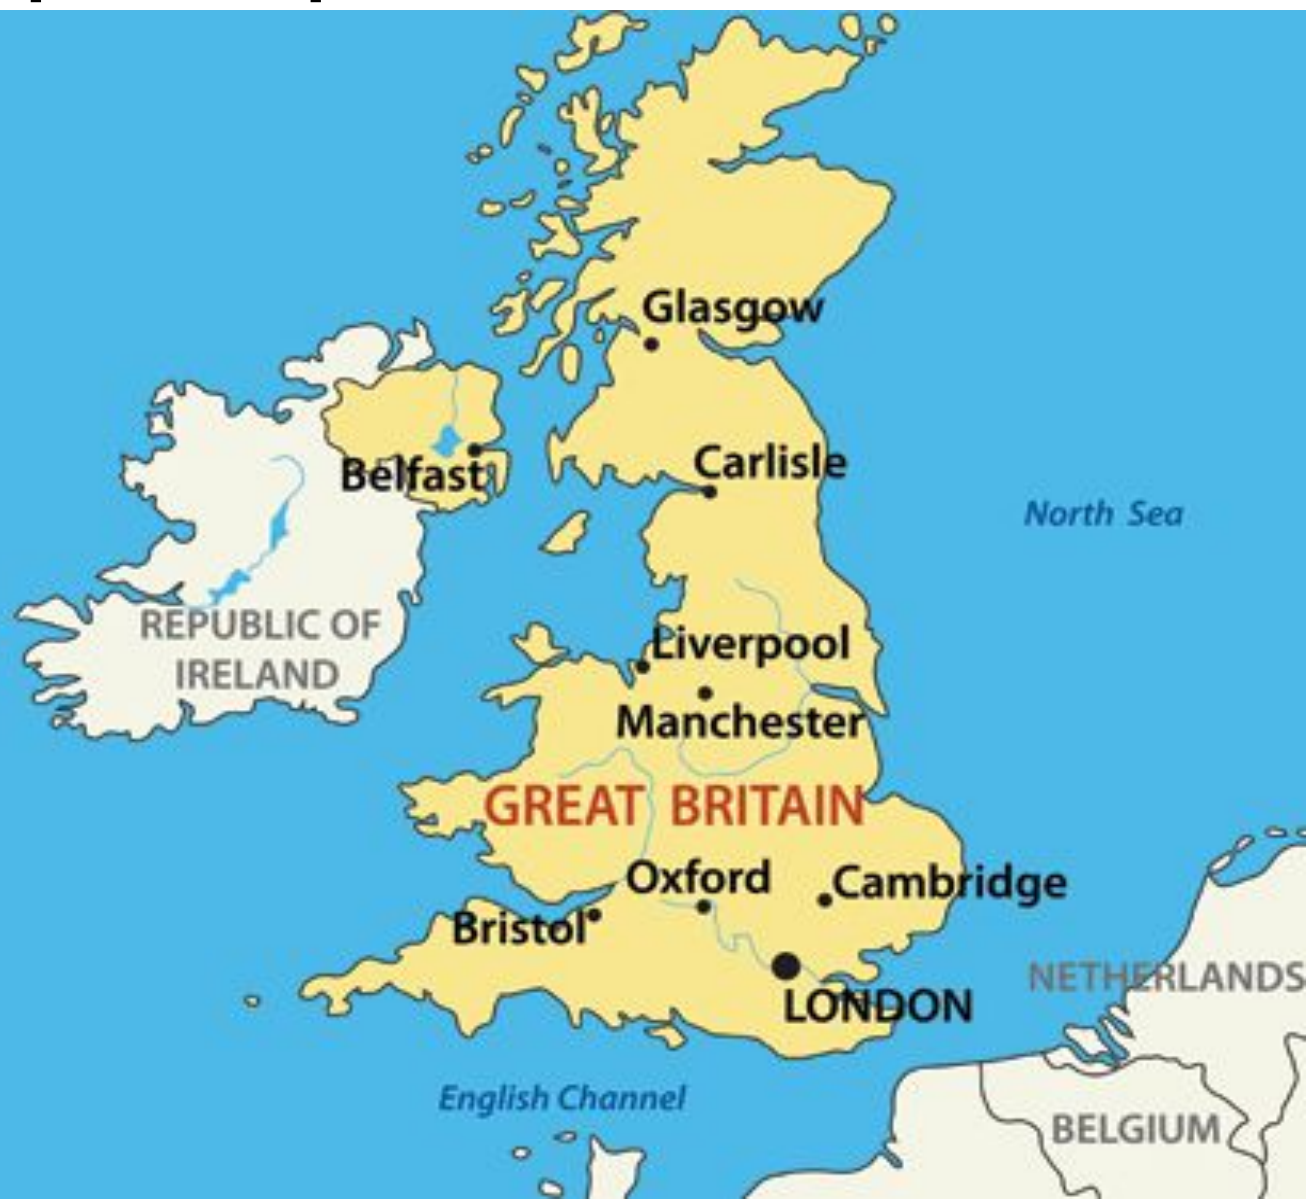 Glasgow
Carlisle
Belfast
North Sea
REPUBLIC OF
IRELAND
Liverpool
Manchester
GREAT BRITAIN
Oxford
Cambridge
Bristol
NETHERLANDS
LONDON
English Channel
BELGIUM